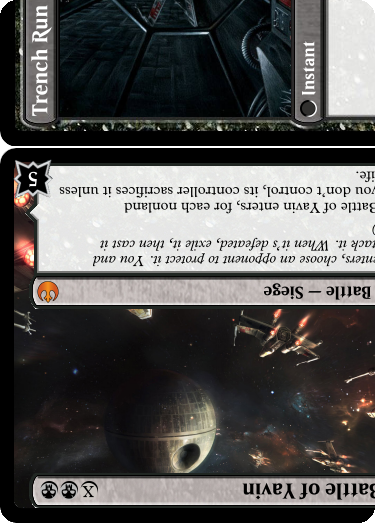 Trench Run
Instant
Battle of Yavin X
Battle — Siege
enters, choose an opponent to protect it. You and
tack it. When it's defeated, exile it, then cast it
)
Battle of Yavin enters, for each nonland
you don't control, its controller sacrifices it unless
life.
5